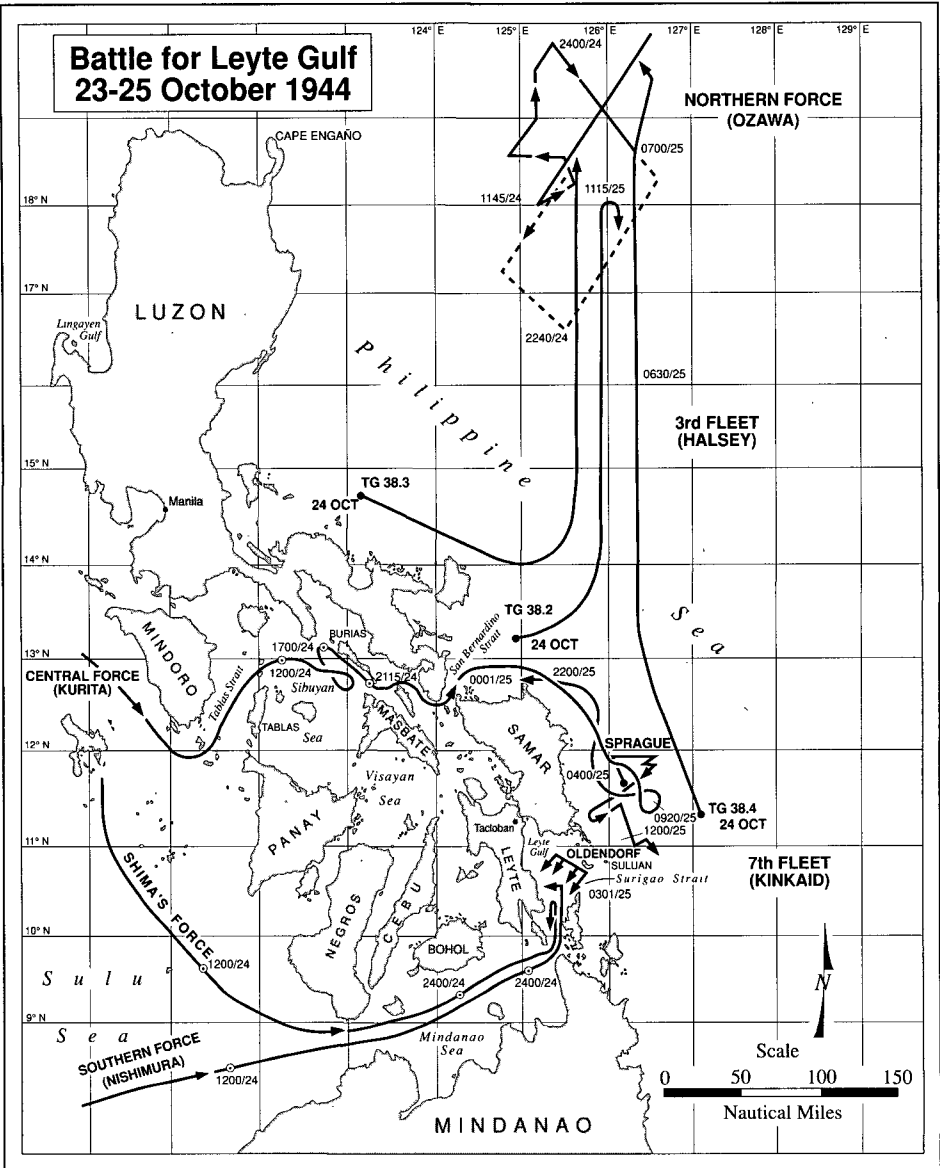 Battle for Leyte Gulf
23-25 October 1944
124° E
125° E
126° E
127° E
128° E
129° E
2400/24
NORTHERN FORCE
(OZAWA)
CAPE ENGAÑO
0700/25
1145/24
1115/25
18° N
17° N
LUZON
Lingayen
Gulf
2240/24
0630/25
Philippine
Sea
3rd FLEET
(HALSEY)
16° N
15° N
TG 38.3
24 OCT
Manila
14° N
TG 38.2
24 OCT
San Bernardino
Strait
BURIAS
1700/24
13° N
MINDORO
CENTRAL FORCE
(KURITA)
Tablas Strait
1200/24
Sibuyan
Sea
2115/24
0001/25
2200/25
TABLAS
MASBATE
SAMAR
SPRAGUE
12° N
Visayan
Sea
0400/25
0920/25
1200/25
TG 38.4
24 OCT
Tacloban
PANAY
11° N
Leyte
Gulf
OLDENDORF
SULUAN
Surigao Strait
0301/25
7th FLEET
(KINKAID)
LEYTE
SHIMA'S FORCE
NEGROS
CEBU
BOHOL
10° N
1200/24
2400/24
2400/24
Sulu
Sea
9° N
Mindanao
Sea
SOUTHERN FORCE
(NISHIMURA)
1200/24
MINDANAO
N
Scale
0 50 100 150
Nautical Miles